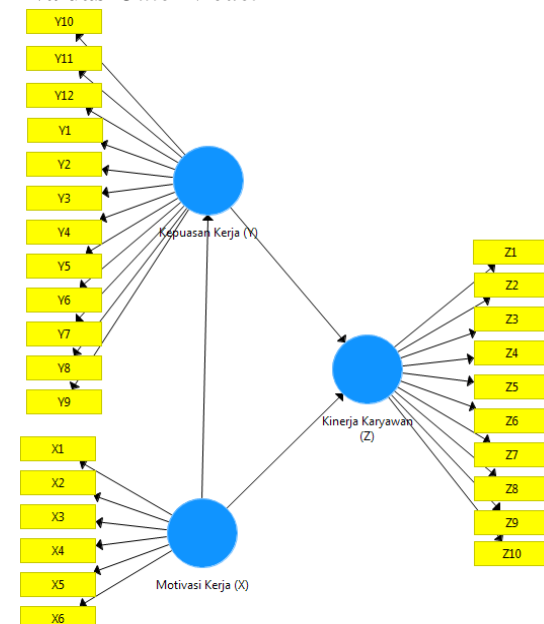 Y10
Y11
Y12
Y1
Y2
Y3
Y4
Y5
Y6
Y7
Y8
Y9
Kepuasan Kerja (Y)
Z1
Z2
Z3
Z4
Z5
Z6
Z7
Z8
Z9
Z10
Kinerja Karyawan
(Z)
X1
X2
X3
X4
X5
X6
Motivasi Kerja (X)